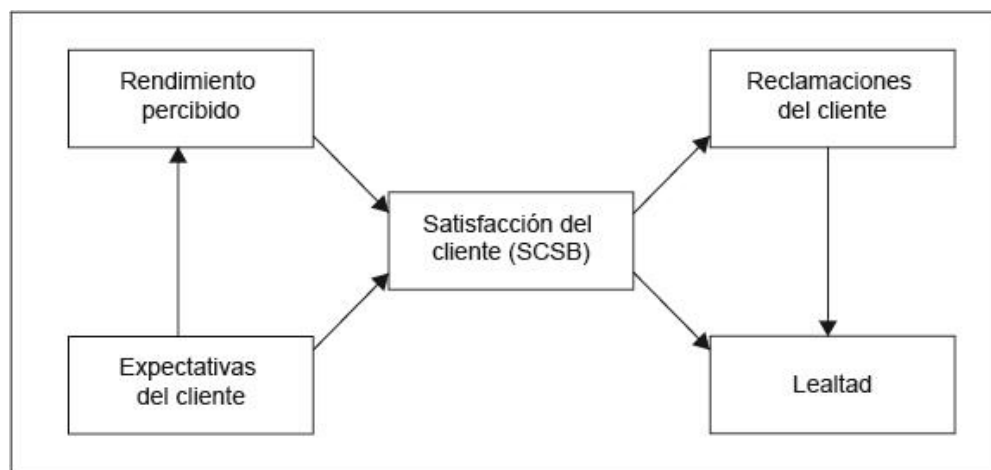 Rendimiento
percibido
Reclamaciones
del cliente
Satisfacción del
cliente (SCSB)
Expectativas
del cliente
Lealtad